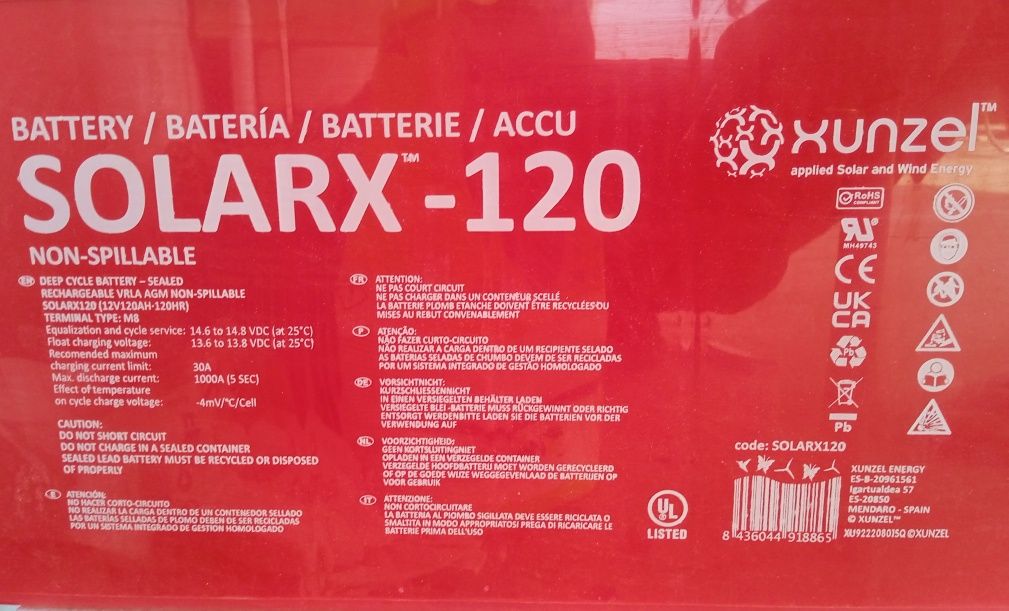 BATTERY / BATERÍA / BATTERIE / ACCU
SOLARX™-120
NON-SPILLABLE
EN DEEP CYCLE BATTERY – SEALED
RECHARGEABLE VRLA AGM NON-SPILLABLE
SOLARX120 (12V120AH-120HR)
TERMINAL TYPE: M8
Equalization and cycle service: 14.6 to 14.8 VDC (at 25°C)
Float charging voltage: 13.6 to 13.8 VDC (at 25°C)
Recomended maximum
charging current limit: 30A
Max. discharge current: 1000A (5 SEC)
Effect of temperature
on cycle charge voltage: -4mV/°C/Cell
CAUTION:
DO NOT SHORT CIRCUIT
DO NOT CHARGE IN A SEALED CONTAINER
SEALED LEAD BATTERY MUST BE RECYCLED OR DISPOSED
OF PROPERLY
E ATENCIÓN:
NO HACER CORTO-CIRCUITO
NO REALIZAR LA CARGA DENTRO DE UN CONTENEDOR SELLADO
LAS BATERÍAS SELLADAS DE PLOMO DEBEN DE SER RECICLADAS
POR UN SISTEMA INTEGRADO DE GESTION HOMOLOGADO
FR ATTENTION:
NE PAS COURT CIRCUIT
NE PAS CHARGER DANS UN CONTENEUR SCELLÉ
LA BATTERIE PLOMB ETANCHE DOIVENT ÊTRE RECYCLÉES OU
MISES AU REBUT CONVENABLEMENT
P ATENÇÃO:
NÃO FAZER CURTO-CIRCUITO
NÃO REALIZAR A CARGA DENTRO DE UM RECIPIENTE SELADO
AS BATERIAS SELADAS DE CHUMBO DEVEM DE SER RECICLADAS
POR UM SISTEMA INTEGRADO DE GESTÃO HOMOLOGADO
DE VORSICHTNICHT:
KURZSCHLIESSENNICHT
IN EINEN VERSIEGELTEN BEHÄLTER LADEN
VERSIEGELTE BLEI -BATTERIE MUSS RÜCKGEWINNT ODER RICHTIG
ENTSORGT WERDENBITTE LADEN SIE DIE BATTERIEN VOR DER
VERWENDUNG AUF
NL VOORZICHTIGHEID:
GEEN KORTSLUITINGNIET
OPLADEN IN EEN VERZEGELDE CONTAINER
VERZEGELDE HOOFDBATTERIJ MOET WORDEN GERECYCLEERD
OF OP DE GOEDE WIJZE WEGGEGEVENLAAD DE BATTERIJEN OP
VOOR GEBRUIK
IT ATTENZIONE:
NON CORTOCIRCUITARE
LA BATTERIA AL PIOMBO SIGILLATA DEVE ESSERE RICICLATA O
SMALTITA IN MODO APPROPRIATOSI PREGA DI RICARICARE LE
BATTERIE PRIMA DELL'USO
xunzel™
applied Solar and Wind Energy
RoHS
COMPLIANT
RU
MH49743
CE
UK
CA
Pb
Pb
code: SOLARX120
UL
LISTED
8 436044 918865
XUNZEL ENERGY
ES-B-20961561
Igartualdea 57
ES-20850
MENDARO - SPAIN
© XUNZEL™
XU92220801SQ ©XUNZEL